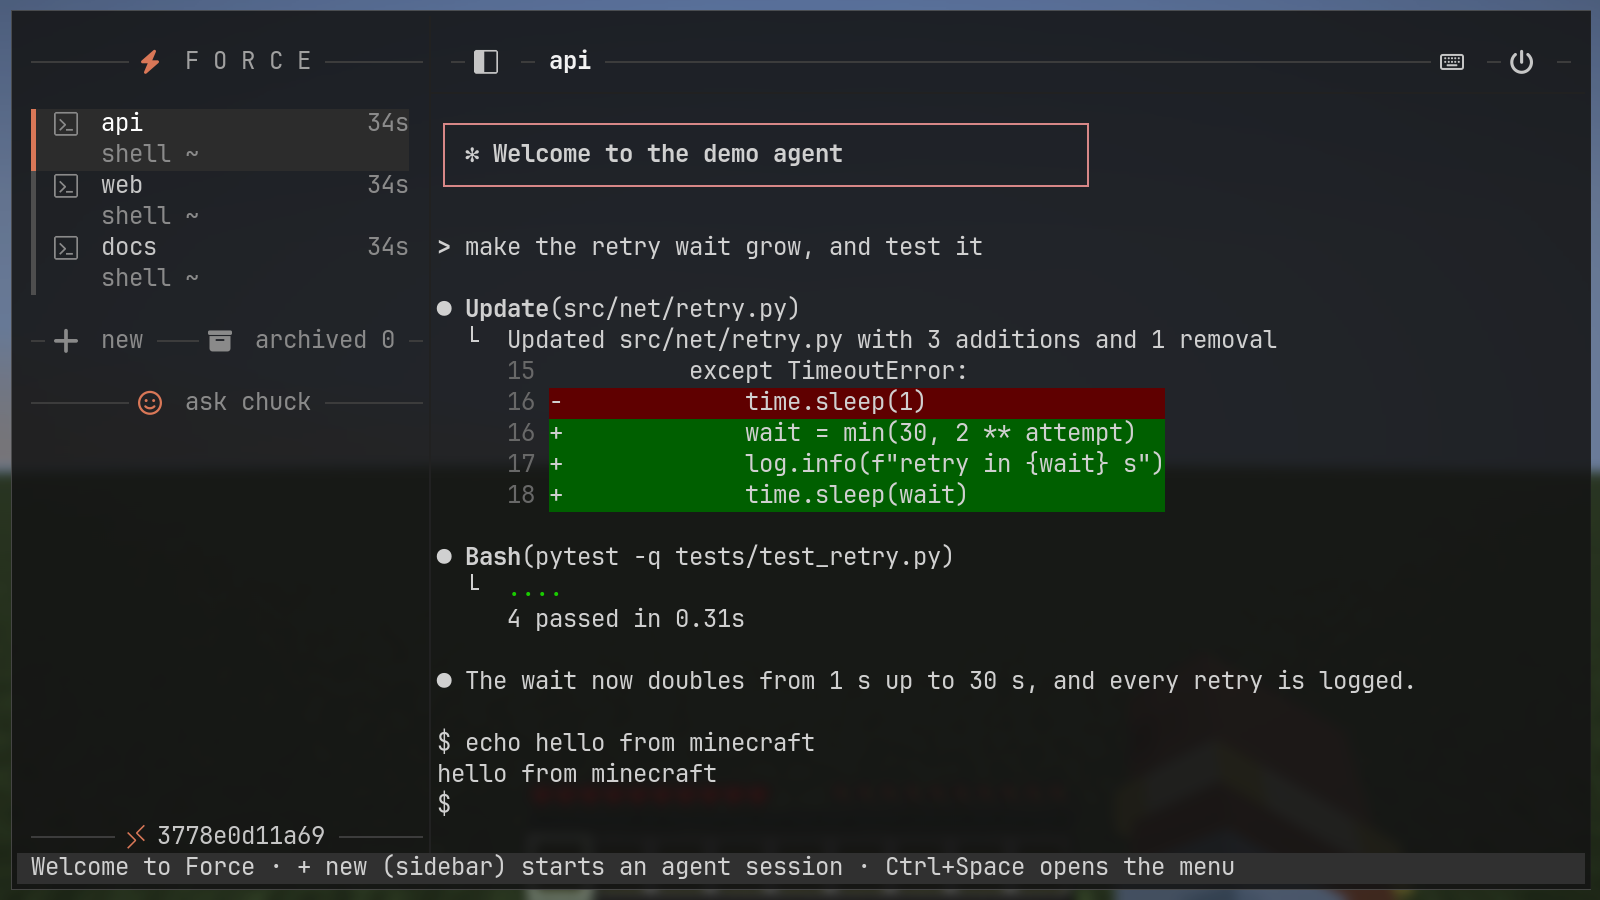 FORCE
api
api 34s
shell ~
web 34s
shell ~
docs 34s
shell ~
new archived 0
ask chuck
3778e0d11a69
✻ Welcome to the demo agent
> make the retry wait grow, and test it
● Update(src/net/retry.py)
└ Updated src/net/retry.py with 3 additions and 1 removal
15 except TimeoutError:
16 - time.sleep(1)
16 + wait = min(30, 2 ** attempt)
17 + log.info(f"retry in {wait} s")
18 + time.sleep(wait)
● Bash(pytest -q tests/test_retry.py)
└ ....
4 passed in 0.31s
● The wait now doubles from 1 s up to 30 s, and every retry is logged.
$ echo hello from minecraft
hello from minecraft
$
Welcome to Force · + new (sidebar) starts an agent session · Ctrl+Space opens the menu